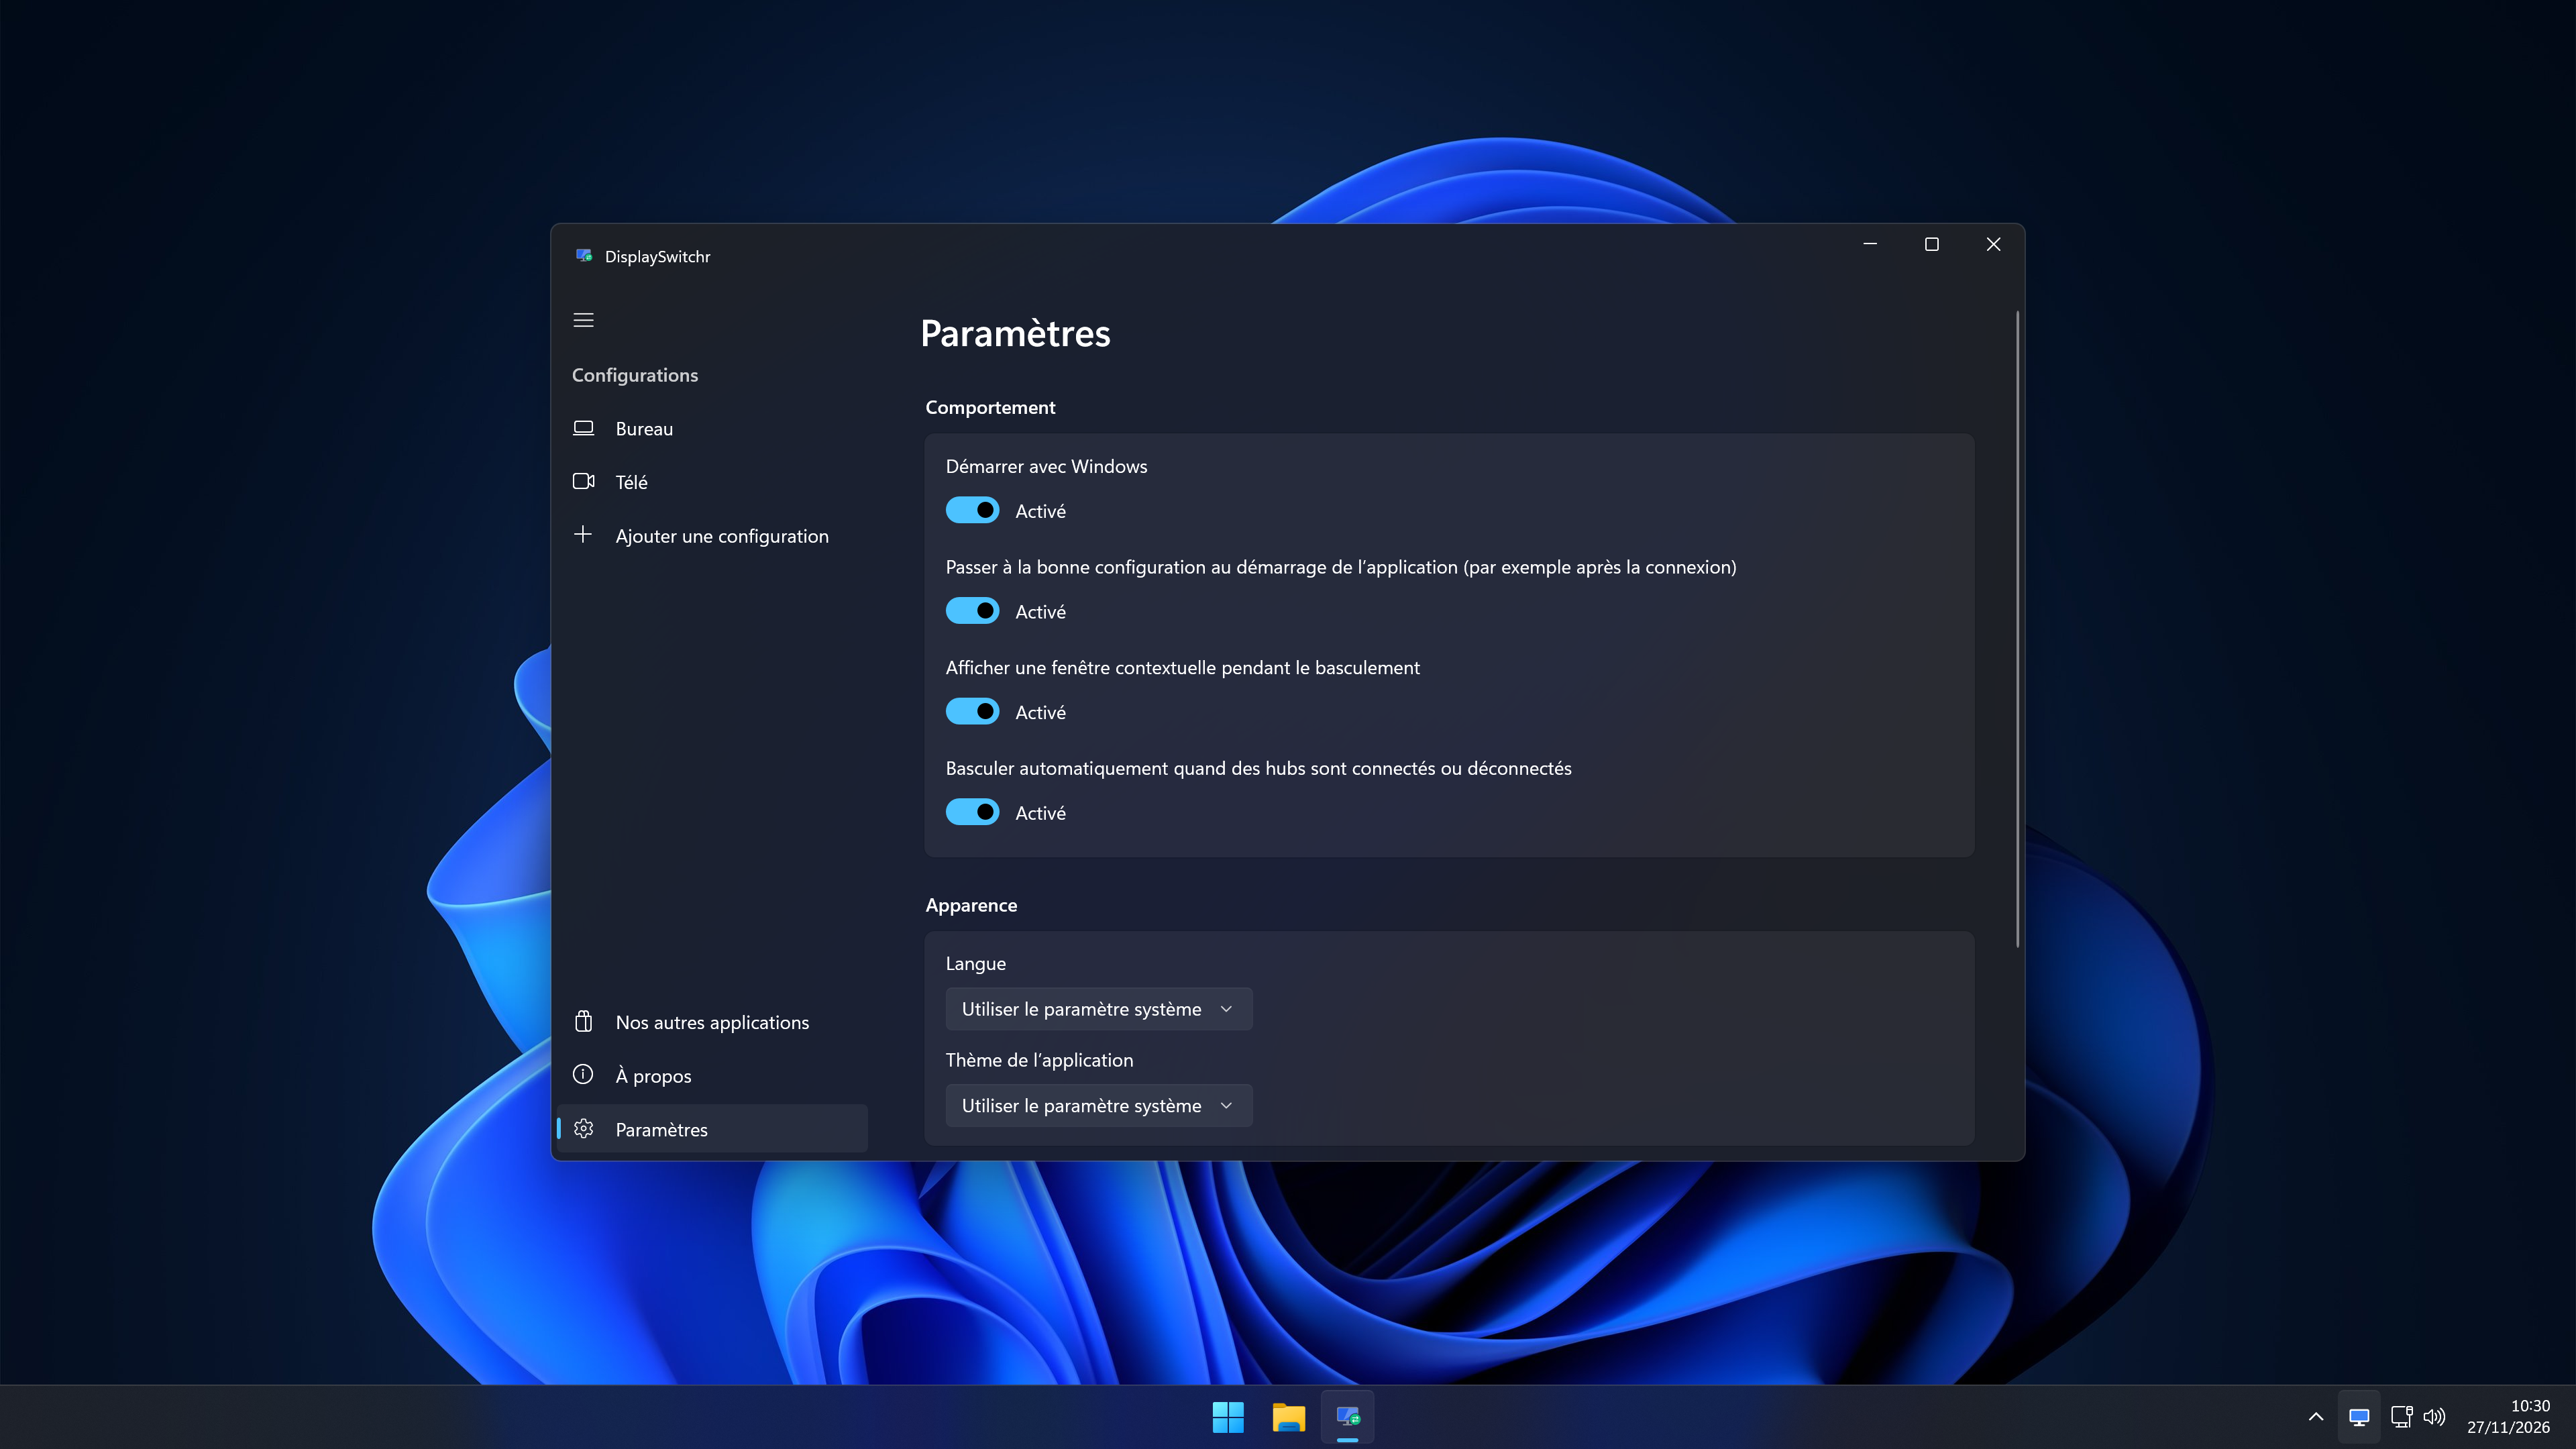 DisplaySwitchr
Configurations
Bureau
Télé
Ajouter une configuration
Nos autres applications
À propos
Paramètres
Paramètres
Comportement
Démarrer avec Windows
Activé
Passer à la bonne configuration au démarrage de l’application (par exemple après la connexion)
Activé
Afficher une fenêtre contextuelle pendant le basculement
Activé
Basculer automatiquement quand des hubs sont connectés ou déconnectés
Activé
Apparence
Langue
Utiliser le paramètre système
Thème de l’application
Utiliser le paramètre système
10:30
27/11/2026